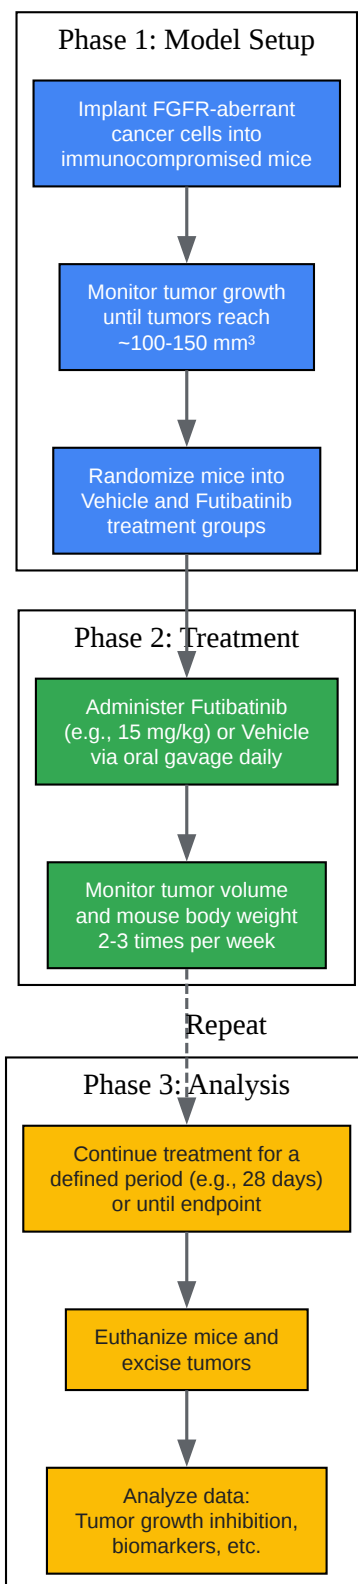 Phase 1: Model Setup
Implant FGFR-aberrant
cancer cells into
immunocompromised mice
Monitor tumor growth
until tumors reach
~100-150 mm³
Randomize mice into
Vehicle and Futibatinib
treatment groups
Phase 2: Treatment
Administer Futibatinib
(e.g., 15 mg/kg) or Vehicle
via oral gavage daily
Monitor tumor volume
and mouse body weight
2-3 times per week
Repeat
Phase 3: Analysis
Continue treatment for a
defined period (e.g., 28 days)
or until endpoint
Euthanize mice and
excise tumors
Analyze data:
Tumor growth inhibition,
biomarkers, etc.